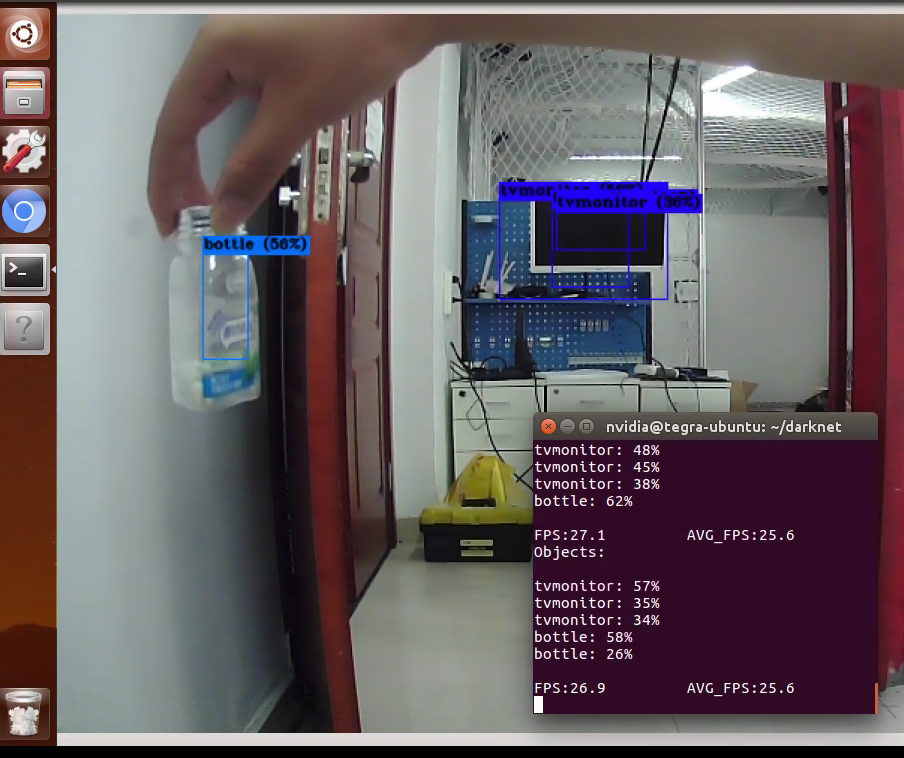 bottle (56%)
tvmonitor (36%)
nvidia@tegra-ubuntu: ~/darknet
tvmonitor: 48%
tvmonitor: 45%
tvmonitor: 38%
bottle: 62%
FPS:27.1 AVG_FPS:25.6
Objects:
tvmonitor: 57%
tvmonitor: 35%
tvmonitor: 34%
bottle: 58%
bottle: 26%
FPS:26.9 AVG_FPS:25.6